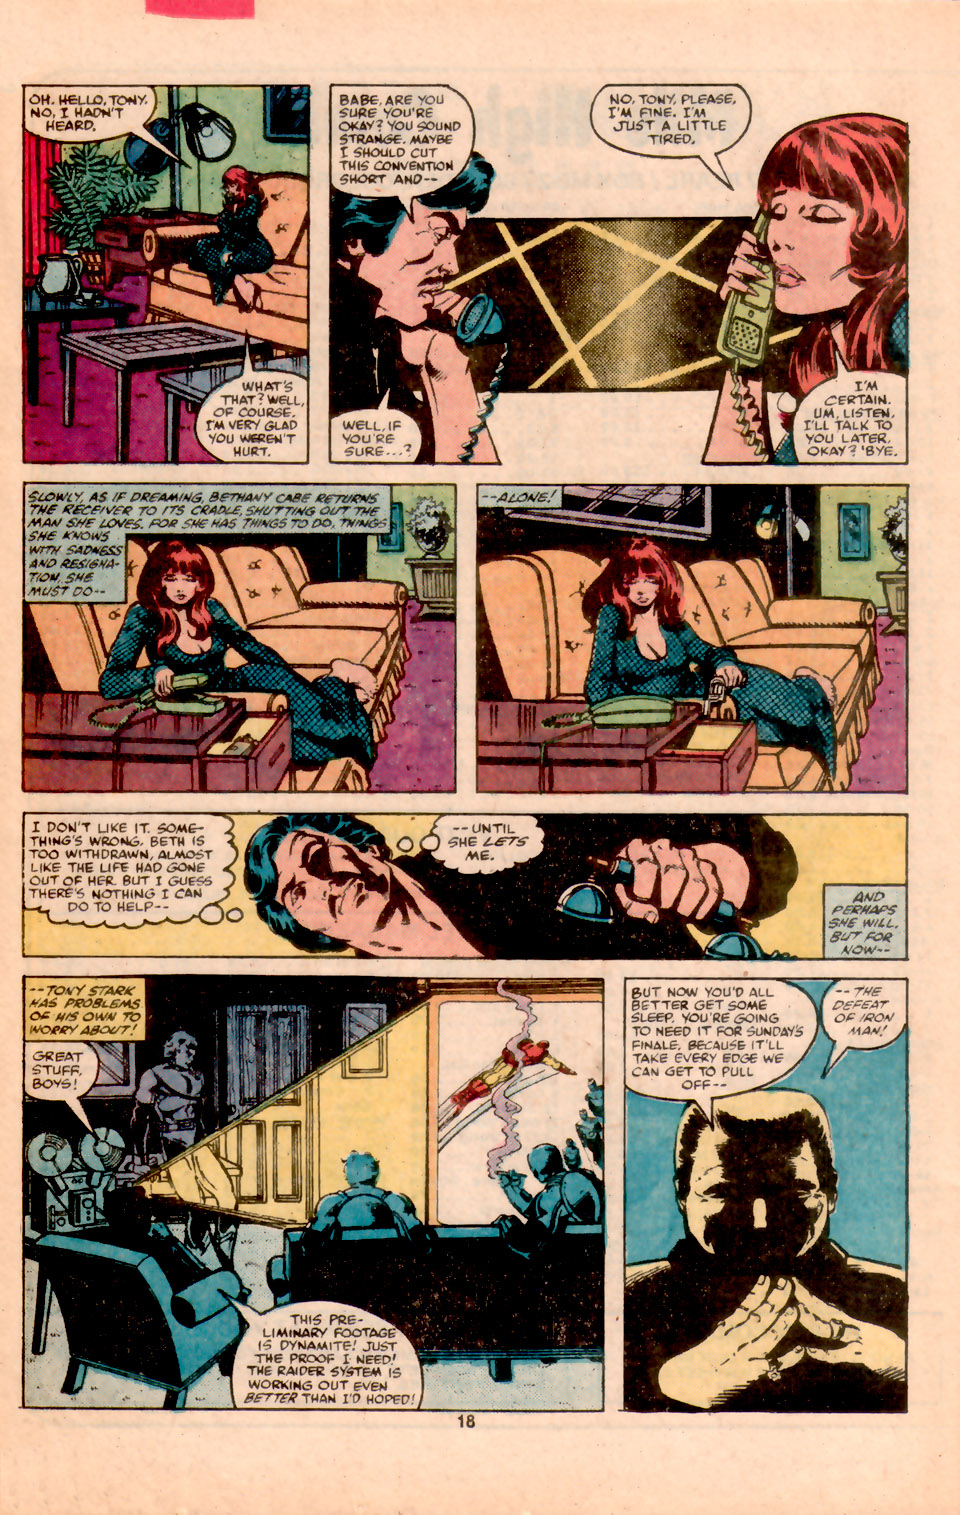 OH. HELLO, TONY.
NO, I HADN'T
HEARD.
WHAT'S
THAT? WELL,
OF COURSE,
I'M VERY GLAD
YOU WEREN'T
HURT.
BABE, ARE YOU
SURE YOU'RE
OKAY? YOU SOUND
STRANGE. MAYBE
I SHOULD CUT
THIS CONVENTION
SHORT AND--
NO, TONY, PLEASE,
I'M FINE. I'M
JUST A LITTLE
TIRED.
WELL, IF
YOU'RE
SURE...?
I'M
CERTAIN.
UM, LISTEN,
I'LL TALK TO
YOU LATER,
OKAY? 'BYE.
SLOWLY, AS IF DREAMING, BETHANY CABE RETURNS
THE RECEIVER TO ITS CRADLE, SHUTTING OUT THE
MAN SHE LOVES, FOR SHE HAS THINGS TO DO, THINGS
SHE KNOWS
WITH SADNESS
AND RESIGNA-
TION, SHE
MUST DO--
--ALONE!
I DON'T LIKE IT. SOME-
THING'S WRONG. BETH IS
TOO WITHDRAWN, ALMOST
LIKE THE LIFE HAD GONE
OUT OF HER. BUT I GUESS
THERE'S NOTHING I CAN
DO TO HELP--
--UNTIL
SHE LETS
ME.
AND
PERHAPS
SHE WILL.
BUT FOR
NOW--
--TONY STARK
HAS PROBLEMS
OF HIS OWN TO
WORRY ABOUT!
GREAT
STUFF,
BOYS!
THIS PRE-
LIMINARY FOOTAGE
IS DYNAMITE! JUST
THE PROOF I NEED!
THE RAIDER SYSTEM IS
WORKING OUT EVEN
BETTER THAN I'D HOPED!
BUT NOW YOU'D ALL
BETTER GET SOME
SLEEP. YOU'RE GOING
TO NEED IT FOR SUNDAY'S
FINALE, BECAUSE IT'LL
TAKE EVERY EDGE WE
CAN GET TO PULL
OFF--
--THE
DEFEAT
OF IRON
MAN!
18